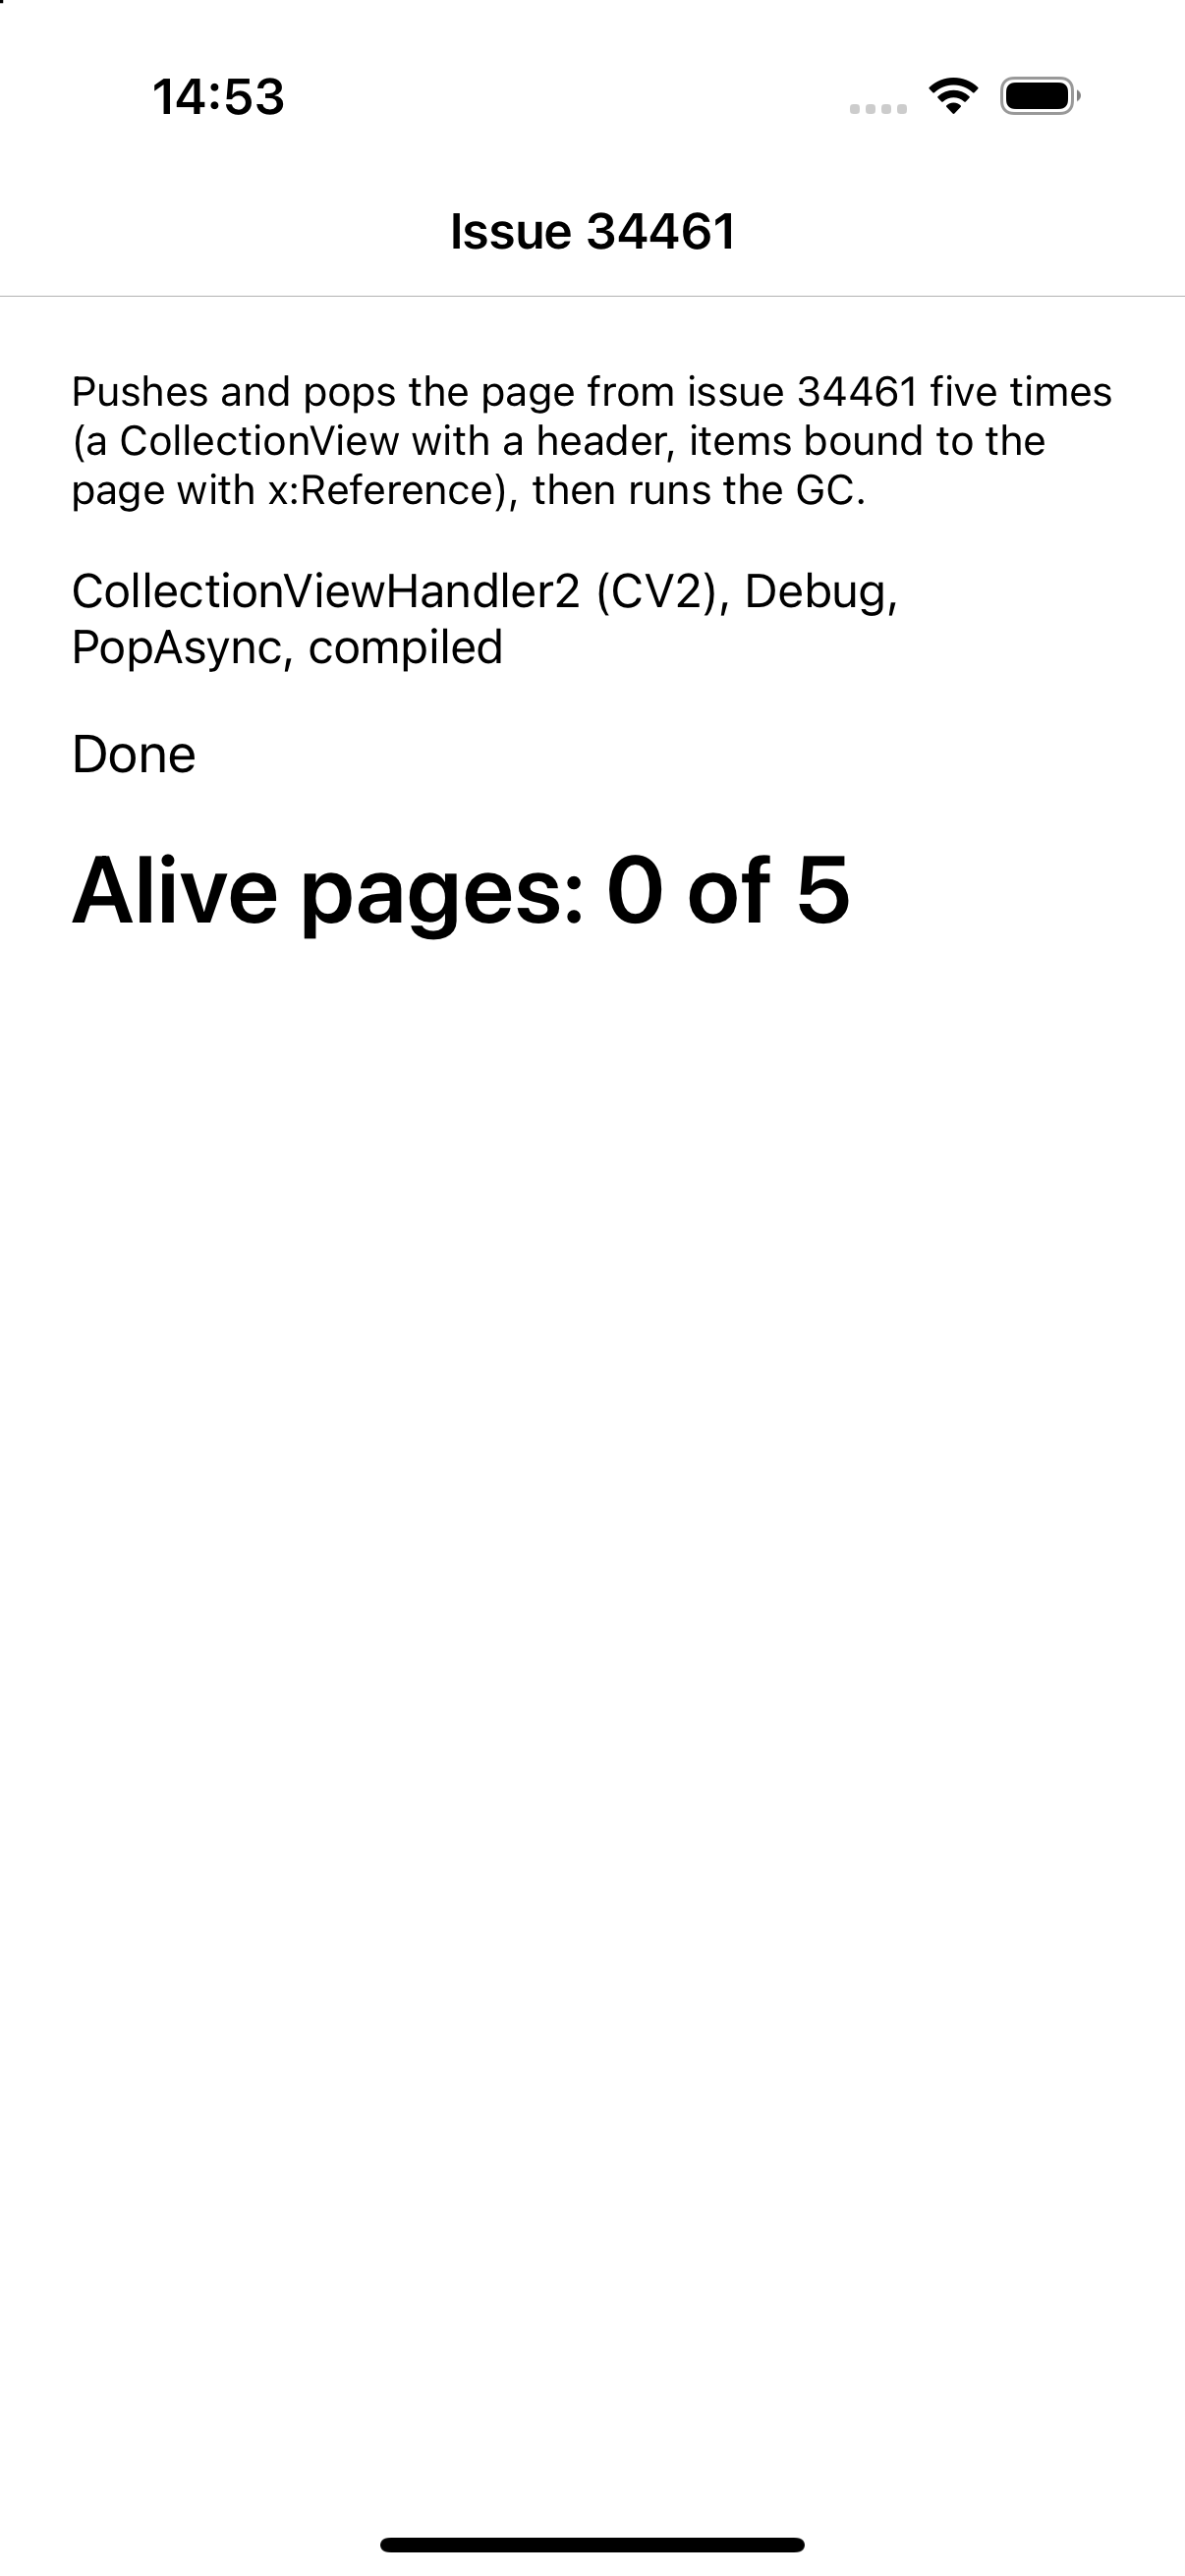 14:53
Issue 34461
Pushes and pops the page from issue 34461 five times
(a CollectionView with a header, items bound to the
page with x:Reference), then runs the GC.
CollectionViewHandler2 (CV2), Debug,
PopAsync, compiled
Done
Alive pages: 0 of 5